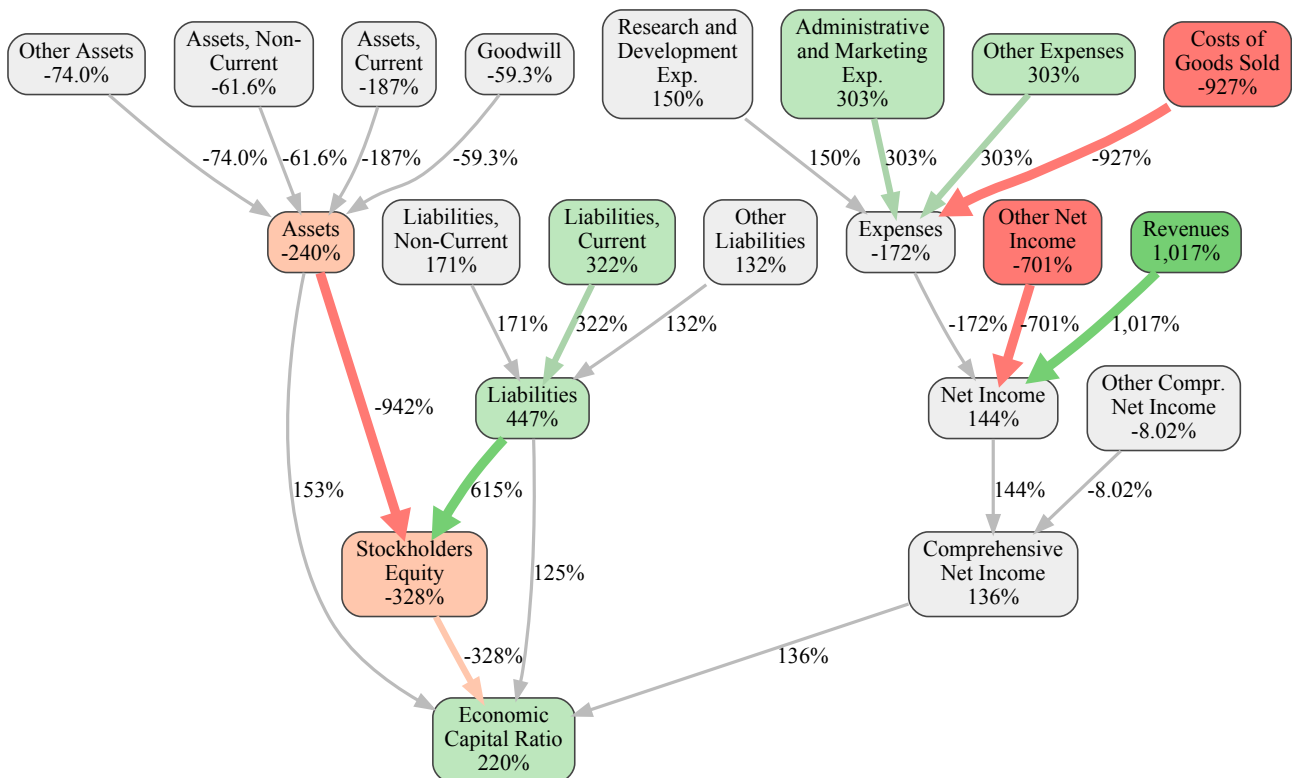 Other Assets
-74.0%
Assets, Non-
Current
-61.6%
Assets,
Current
-187%
Goodwill
-59.3%
Research and
Development
Exp.
150%
Administrative
and Marketing
Exp.
303%
Other Expenses
303%
Costs of
Goods Sold
-927%
-74.0%
-61.6%
-187%
-59.3%
150%
303%
303%
-927%
Assets
-240%
Liabilities,
Non-Current
171%
Liabilities,
Current
322%
Other
Liabilities
132%
Expenses
-172%
Other Net
Income
-701%
Revenues
1,017%
171%
322%
132%
-172%
-701%
1,017%
-942%
Liabilities
447%
Net Income
144%
Other Compr.
Net Income
-8.02%
153%
615%
144%
-8.02%
Stockholders
Equity
-328%
125%
Comprehensive
Net Income
136%
-328%
136%
Economic
Capital Ratio
220%